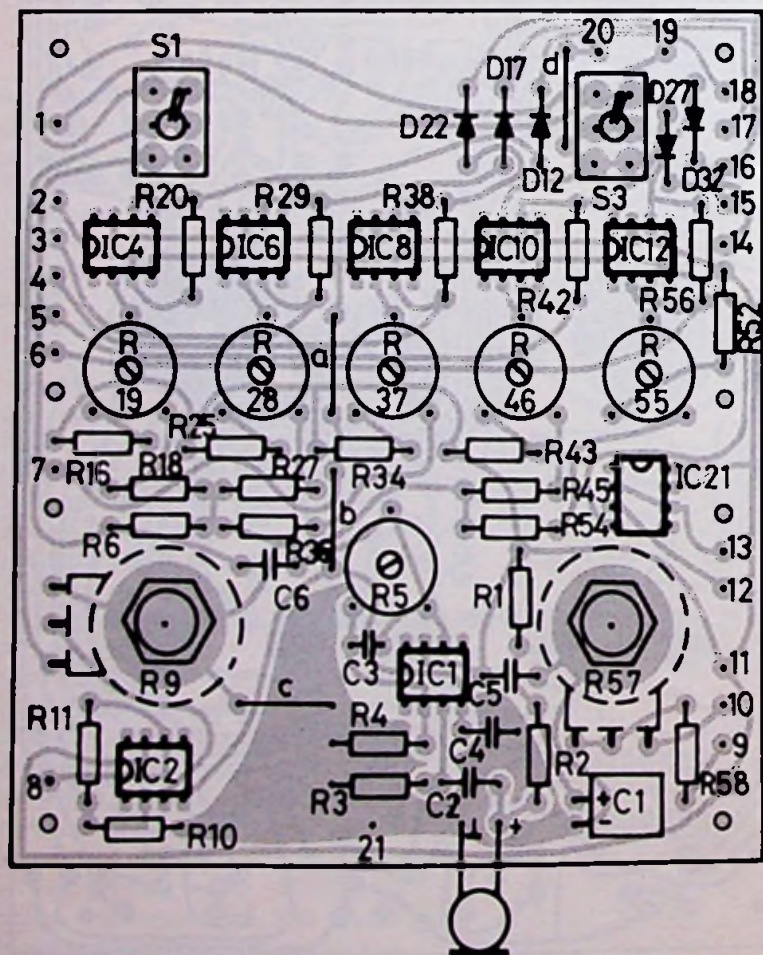 20 19
S1
D17 d
18
D27
1
D22
17
D12
D32
16
R20 R29 R38 S3
2
15
3
IC4 IC6 IC8 IC10 IC12
14
4
R42 R56
5
R52
6
R R R R R
a
19 28 37 46 55
R25
R43
R16 R18 R27 R34
7
IC21
R45
b
R54
R6 R36
13
C6 R5 R1
12
R9 C3 IC1 C5 R57
11
c
R11 R4 C4
10
9
IC2 R2
8
R3 C2 + C1 R58
-
R10 ⊥ +
21